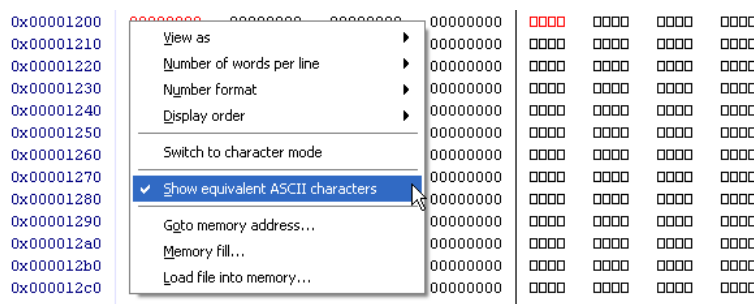 0x00001200 00000000 00000000 00000000 00000000 □□□□ □□□□ □□□□ □□□□
0x00001210 00000000 □□□□ □□□□ □□□□ □□□□
0x00001220 00000000 □□□□ □□□□ □□□□ □□□□
0x00001230 00000000 □□□□ □□□□ □□□□ □□□□
0x00001240 00000000 □□□□ □□□□ □□□□ □□□□
0x00001250 00000000 □□□□ □□□□ □□□□ □□□□
0x00001260 00000000 □□□□ □□□□ □□□□ □□□□
0x00001270 00000000 □□□□ □□□□ □□□□ □□□□
0x00001280 00000000 □□□□ □□□□ □□□□ □□□□
0x00001290 00000000 □□□□ □□□□ □□□□ □□□□
0x000012a0 00000000 □□□□ □□□□ □□□□ □□□□
0x000012b0 00000000 □□□□ □□□□ □□□□ □□□□
0x000012c0 00000000 □□□□ □□□□ □□□□ □□□□
View as
Number of words per line
Number format
Display order
Switch to character mode
Show equivalent ASCII characters
Goto memory address...
Memory fill...
Load file into memory...